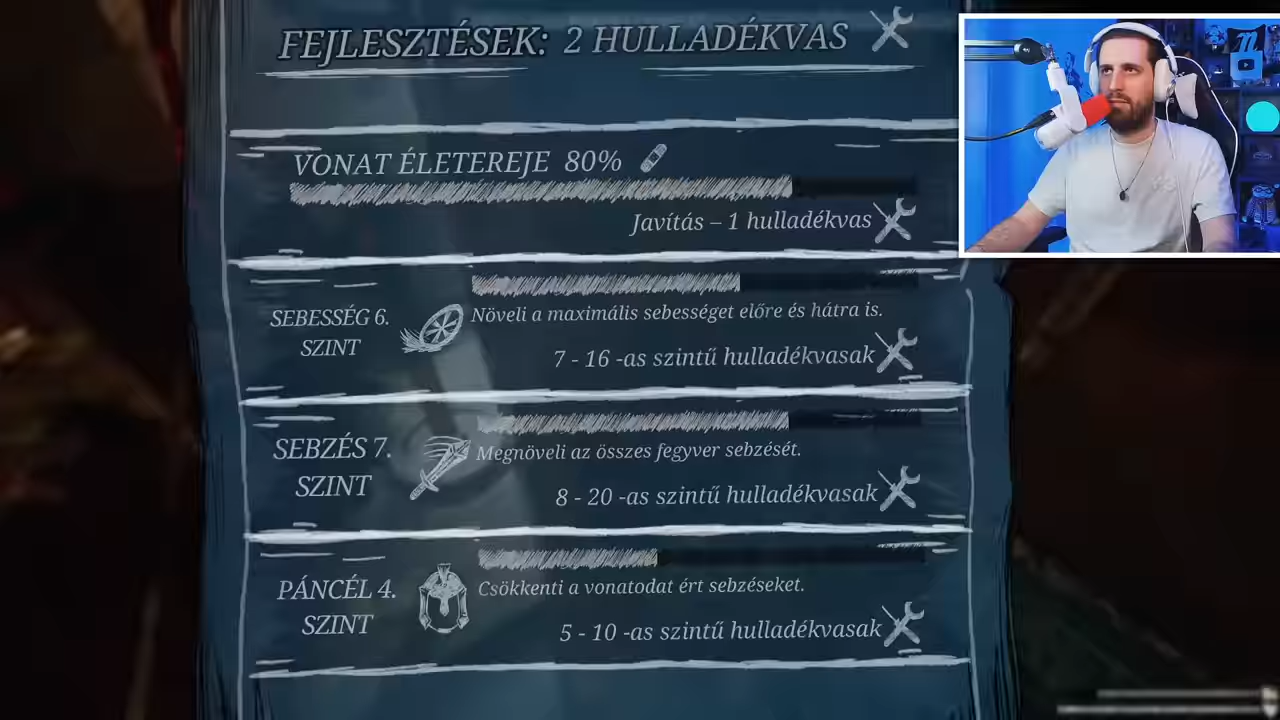 FEJLESZTÉSEK: 2 HULLADÉKVAS
VONAT ÉLETEREJE 80%
Javítás – 1 hulladékvas
SEBESSÉG 6.
SZINT
Növeli a maximális sebességet előre és hátra is.
7 - 16 -as szintű hulladékvasak
SEBZÉS 7.
SZINT
Megnöveli az összes fegyver sebzését.
8 - 20 -as szintű hulladékvasak
PÁNCÉL 4.
SZINT
Csökkenti a vonatodat ért sebzéseket.
5 - 10 -as szintű hulladékvasak